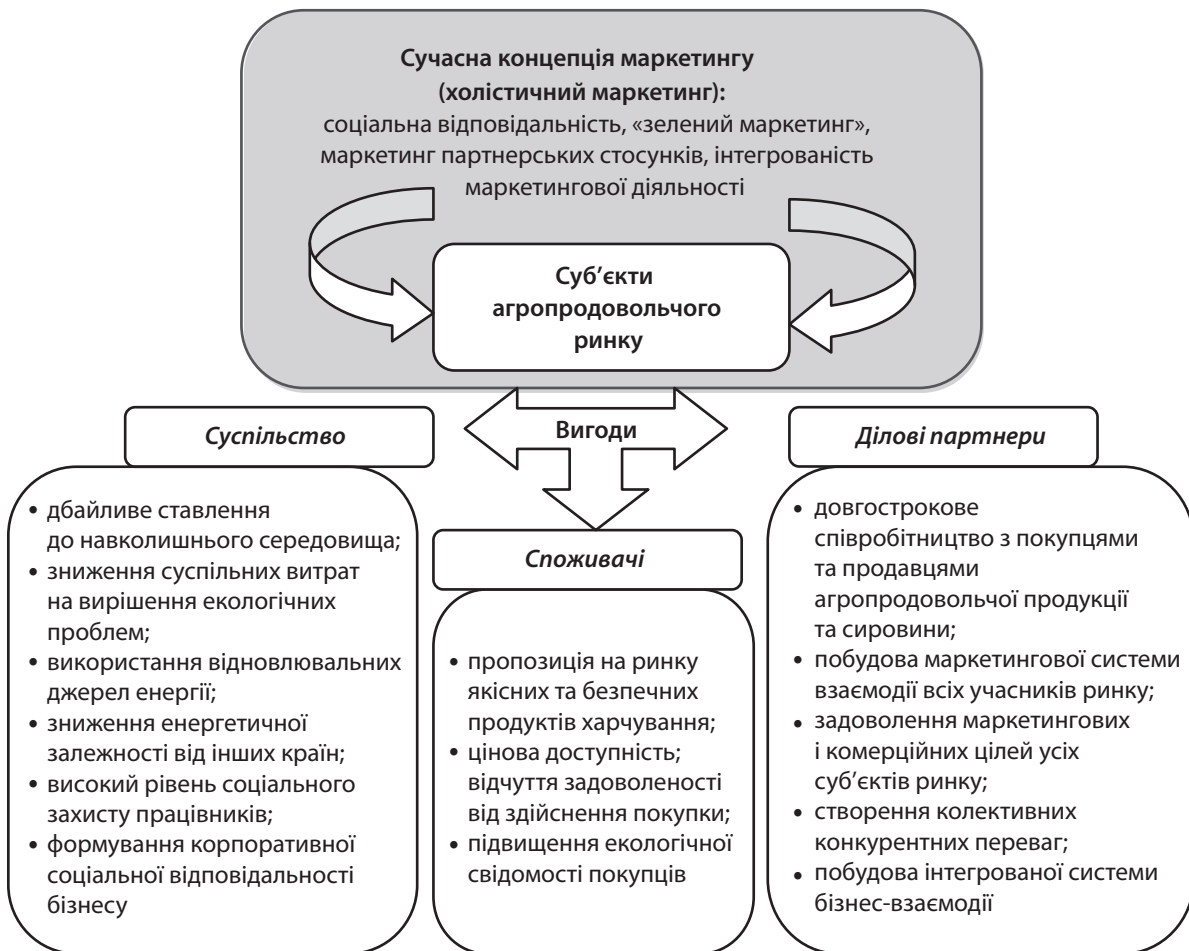 Сучасна концепція маркетингу
(холістичний маркетинг):
соціальна відповідальність, «зелений маркетинг»,
маркетинг партнерських стосунків, інтегрованість
маркетингової діяльності
Суб’єкти
агропродовольчого
ринку
Вигоди
Суспільство
• дбайливе ставлення
до навколишнього середовища;
• зниження суспільних витрат
на вирішення екологічних
проблем;
• використання відновлювальних
джерел енергії;
• зниження енергетичної
залежності від інших країн;
• високий рівень соціального
захисту працівників;
• формування корпоративної
соціальної відповідальності
бізнесу
Споживачі
• пропозиція на ринку
якісних та безпечних
продуктів харчування;
• цінова доступність;
відчуття задоволеності
від здійснення покупки;
• підвищення екологічної
свідомості покупців
Ділові партнери
• довгострокове
співробітництво з покупцями
та продавцями
агропродовольчої продукції
та сировини;
• побудова маркетингової системи
взаємодії всіх учасників ринку;
• задоволення маркетингових
і комерційних цілей усіх
суб’єктів ринку;
• створення колективних
конкурентних переваг;
• побудова інтегрованої системи
бізнес-взаємодії